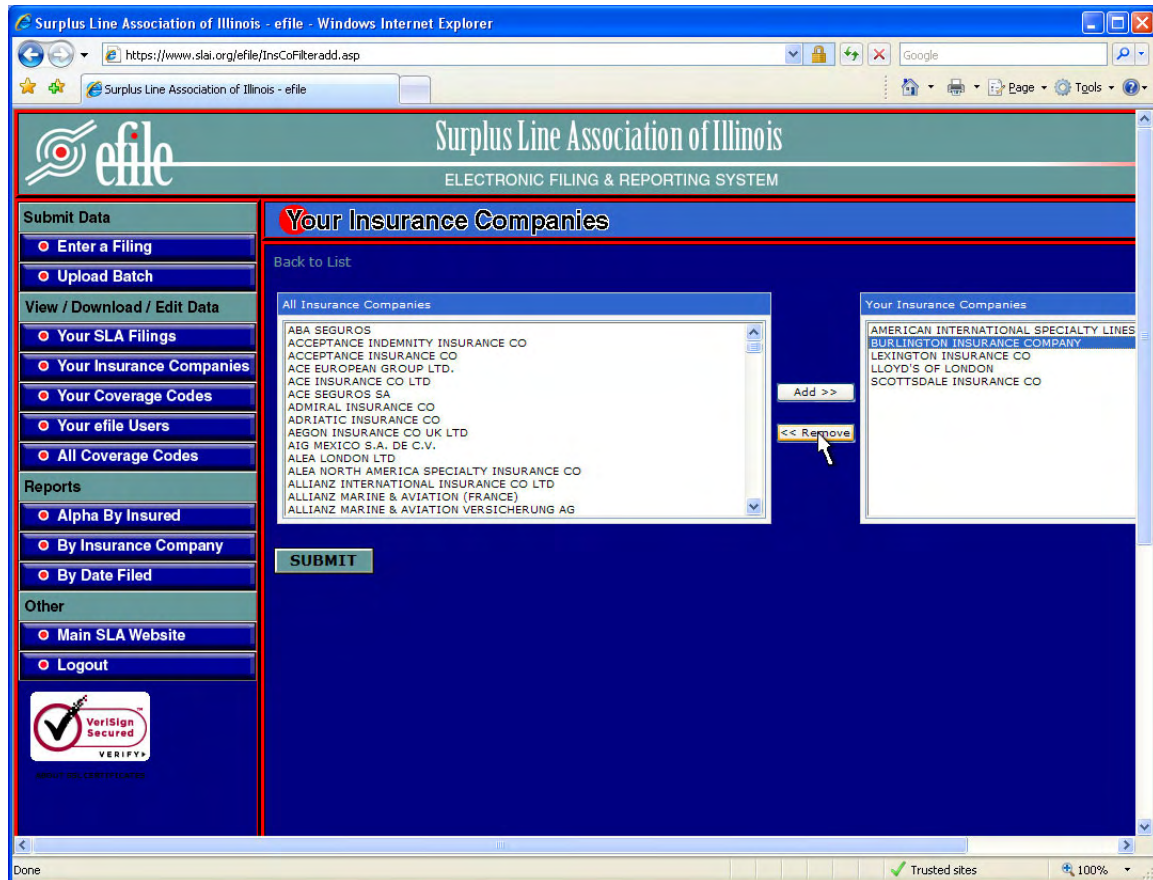 Surplus Line Association of Illinois - efile - Windows Internet Explorer
https://www.slai.org/efile/InsCoFilteradd.asp
Google
Surplus Line Association of Illinois - efile
Page
Tools
efile
Surplus Line Association of Illinois
ELECTRONIC FILING & REPORTING SYSTEM
Submit Data
Enter a Filing
Upload Batch
View / Download / Edit Data
Your SLA Filings
Your Insurance Companies
Your Coverage Codes
Your efile Users
All Coverage Codes
Reports
Alpha By Insured
By Insurance Company
By Date Filed
Other
Main SLA Website
Logout
VeriSign
Secured
VERIFY
Your Insurance Companies
Back to List
All Insurance Companies
ABA SEGUROS
ACCEPTANCE INDEMNITY INSURANCE CO
ACCEPTANCE INSURANCE CO
ACE EUROPEAN GROUP LTD.
ACE INSURANCE CO LTD
ACE SEGUROS SA
ADMIRAL INSURANCE CO
ADRIATIC INSURANCE CO
AEGON INSURANCE CO UK LTD
AIG MEXICO S.A. DE C.V.
ALEA LONDON LTD
ALEA NORTH AMERICA SPECIALTY INSURANCE CO
ALLIANZ INTERNATIONAL INSURANCE CO LTD
ALLIANZ MARINE & AVIATION (FRANCE)
ALLIANZ MARINE & AVIATION VERSICHERUNG AG
Add >>
<< Remove
Your Insurance Companies
AMERICAN INTERNATIONAL SPECIALTY LINES
BURLINGTON INSURANCE COMPANY
LEXINGTON INSURANCE CO
LLOYD'S OF LONDON
SCOTTSDALE INSURANCE CO
SUBMIT
Done
Trusted sites
100%